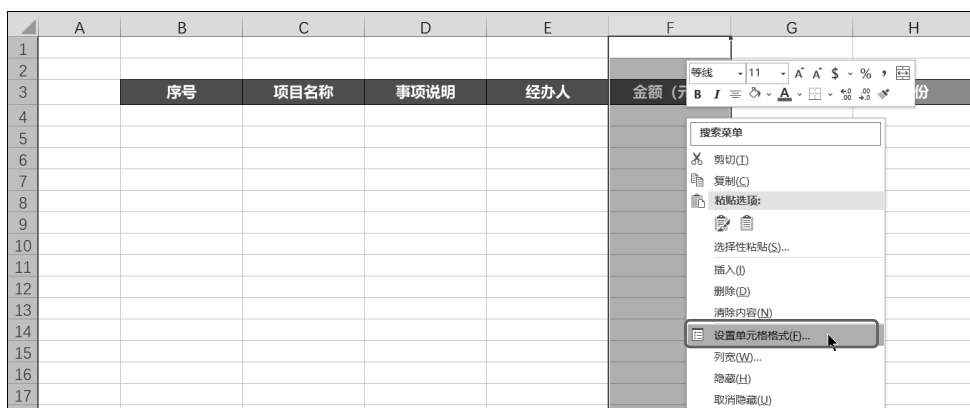 A B C D E F G H
1
2
等线 11 A A $ % ,
3 序号 项目名称 事项说明 经办人 金额（元 份
B I A .00 .00
4
搜索菜单
5
6 剪切(T)
7 复制(C)
8 粘贴选项:
9
10 选择性粘贴(S)...
11 插入(I)
12 删除(D)
13 清除内容(N)
14 设置单元格格式(F)...
15 列宽(W)...
16 隐藏(H)
17 取消隐藏(U)